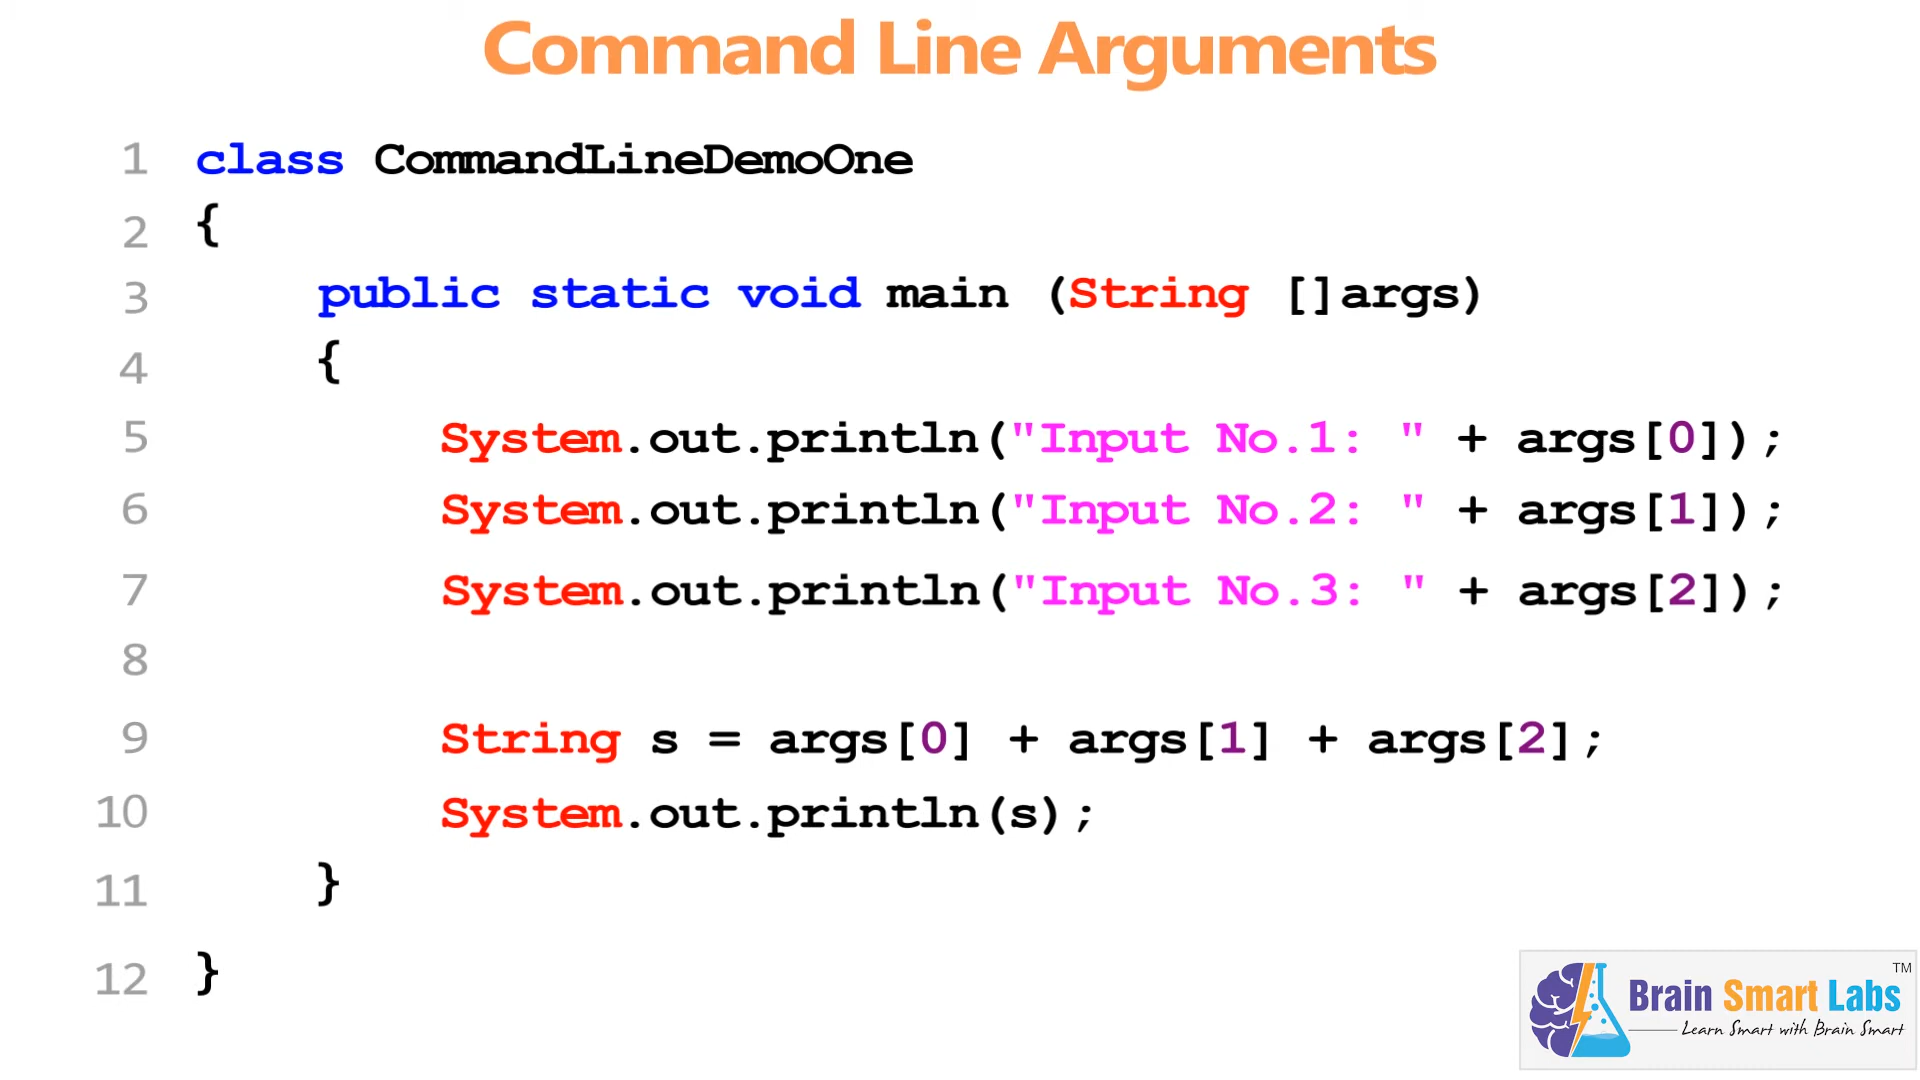 Command Line Arguments
1 class CommandLineDemoOne
2 {
3 public static void main (String []args)
4 {
5 System.out.println("Input No.1: " + args[0]);
6 System.out.println("Input No.2: " + args[1]);
7 System.out.println("Input No.3: " + args[2]);
8
9 String s = args[0] + args[1] + args[2];
10 System.out.println(s);
11 }
12 }
Brain Smart Labs TM
Learn Smart with Brain Smart